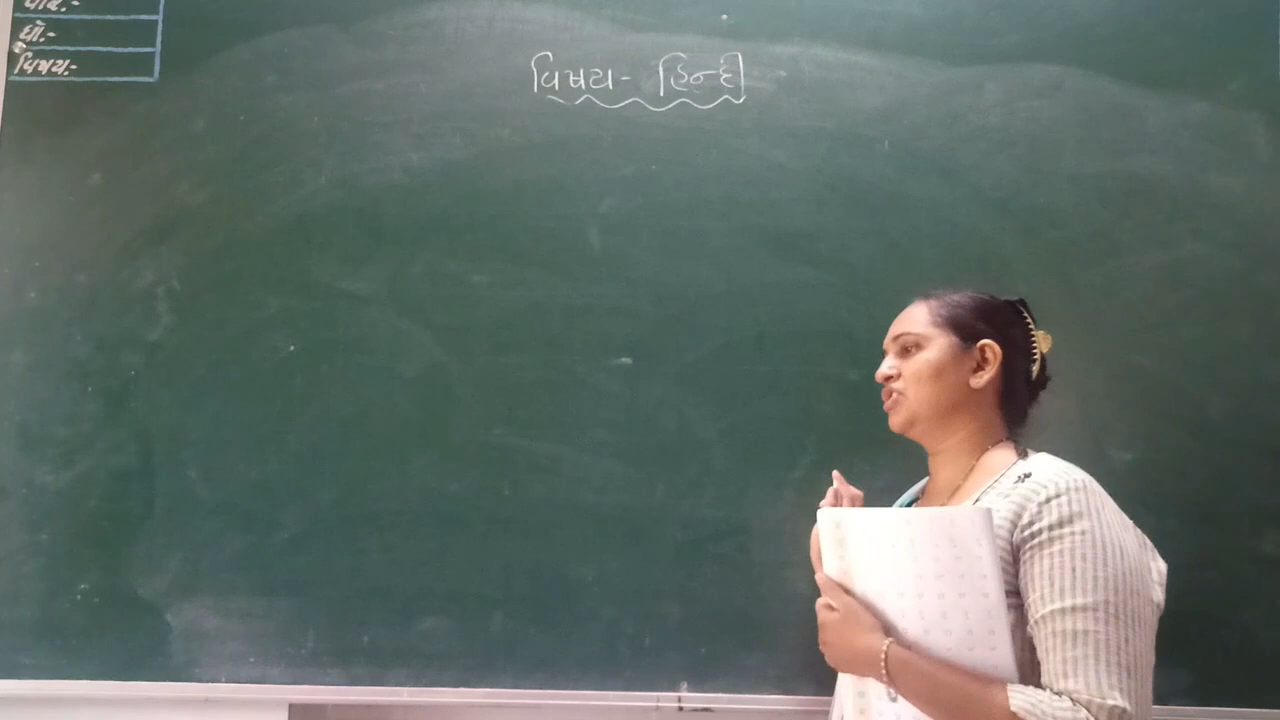 વાર:-
ધો.-
વિષય:-
વિષય - હિન્દી